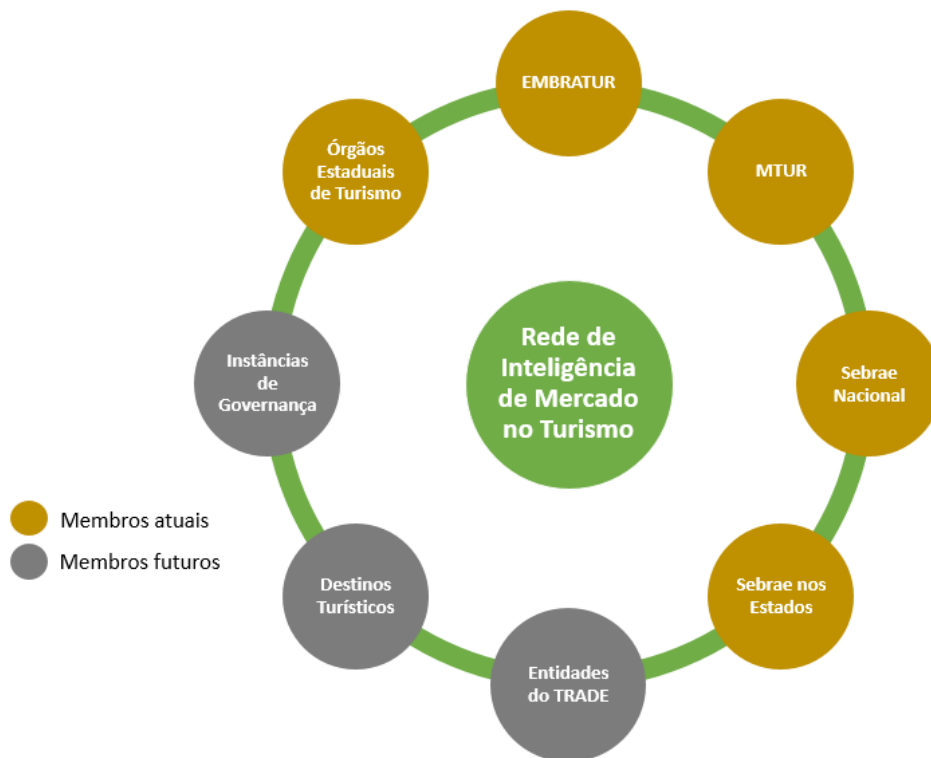 EMBRATUR
Órgãos
Estaduais
de Turismo
MTUR
Rede de
Inteligência
de Mercado
no Turismo
Instâncias
de
Governança
Sebrae
Nacional
Membros atuais
Membros futuros
Destinos
Turísticos
Sebrae nos
Estados
Entidades
do TRADE